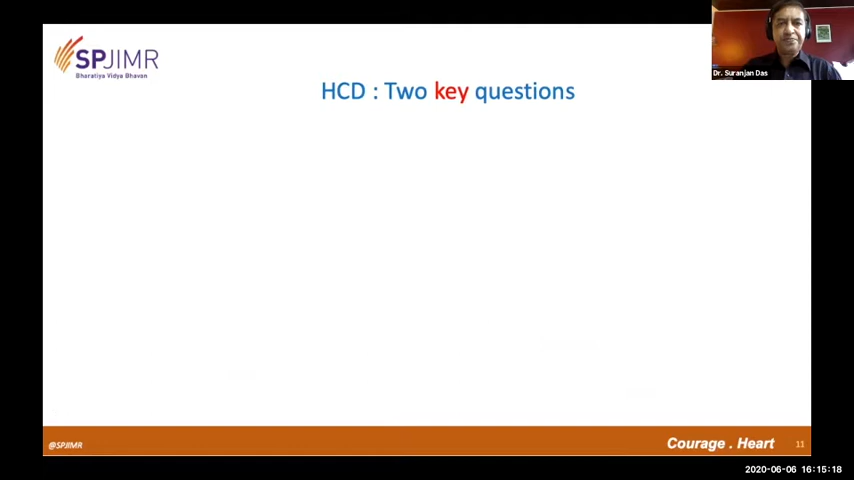 SPJIMR
Bharatiya Vidya Bhavan
Dr. Suranjan Das
HCD : Two key questions
@SPJIMR
Courage . Heart
11
2020-06-06 16:15:18